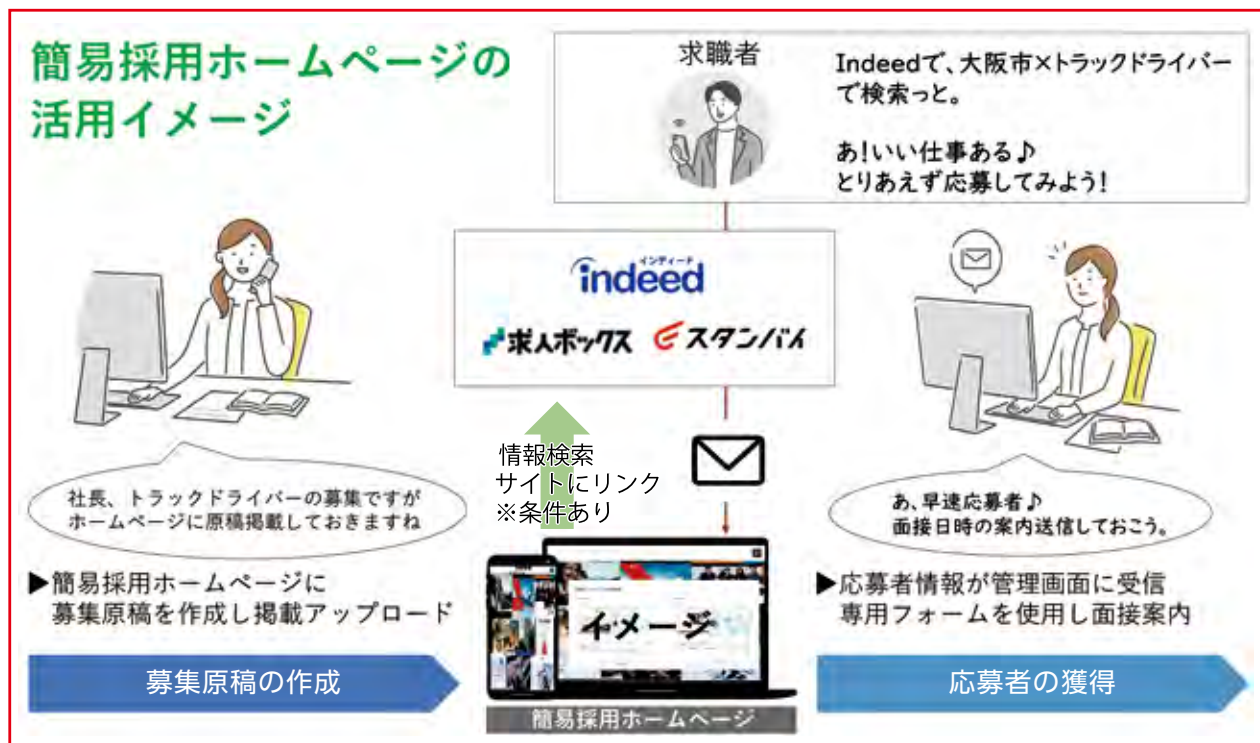 簡易採用ホームページの
活用イメージ
求職者
Indeedで、大阪市×トラックドライバー
で検索っと。
あ!いい仕事ある♪
とりあえず応募してみよう!
インディード
indeed
求人ボックス
スタンバイ
情報検索
サイトにリンク
※条件あり
社長、トラックドライバーの募集ですが
ホームページに原稿掲載しておきますね
▶簡易採用ホームページに
募集原稿を作成し掲載アップロード
募集原稿の作成
イメージ
簡易採用ホームページ
あ、早速応募者♪
面接日時の案内送信しておこう。
▶応募者情報が管理画面に受信
専用フォームを使用し面接案内
応募者の獲得